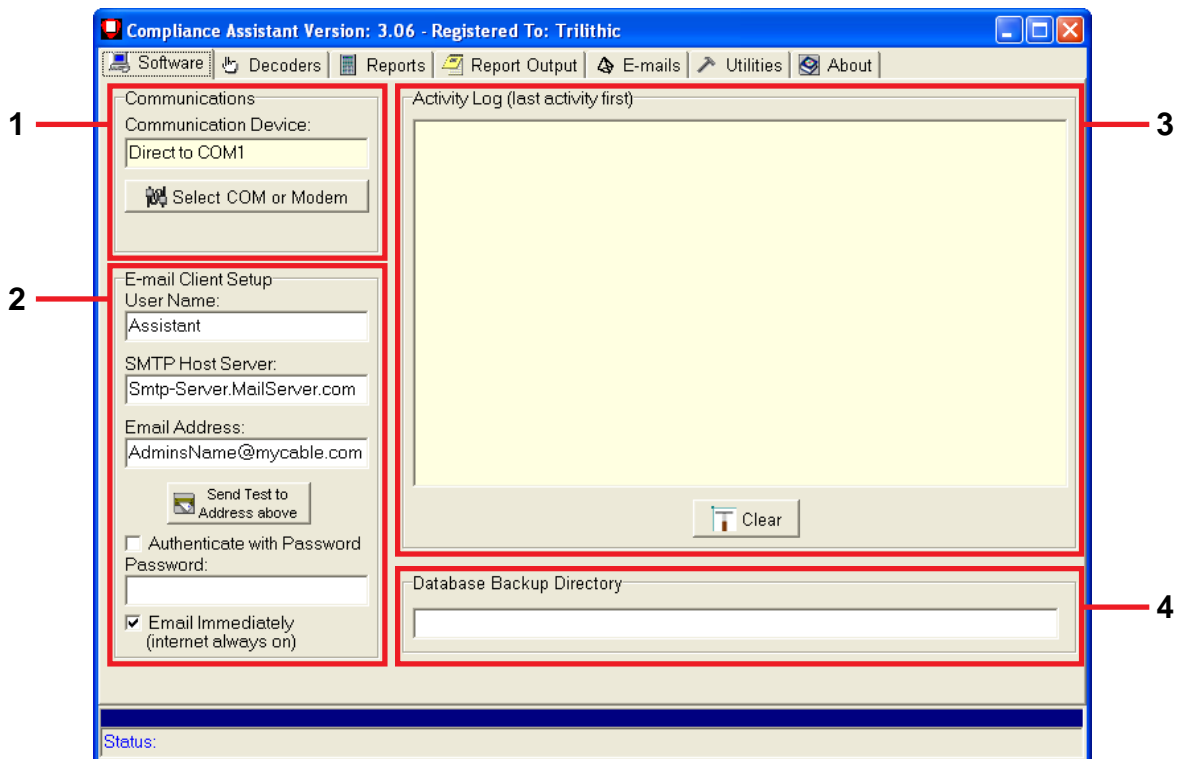 Compliance Assistant Version: 3.06 - Registered To: Trilithic
Software Decoders Reports Report Output E-mails Utilities About
1
Communications
Communication Device:
Direct to COM1
Select COM or Modem
2
E-mail Client Setup
User Name:
Assistant
SMTP Host Server:
Smtp-Server.MailServer.com
Email Address:
AdminsName@mycable.com
Send Test to
Address above
Authenticate with Password
Password:
Email Immediately
(internet always on)
3
Activity Log (last activity first)
Clear
4
Database Backup Directory
Status: